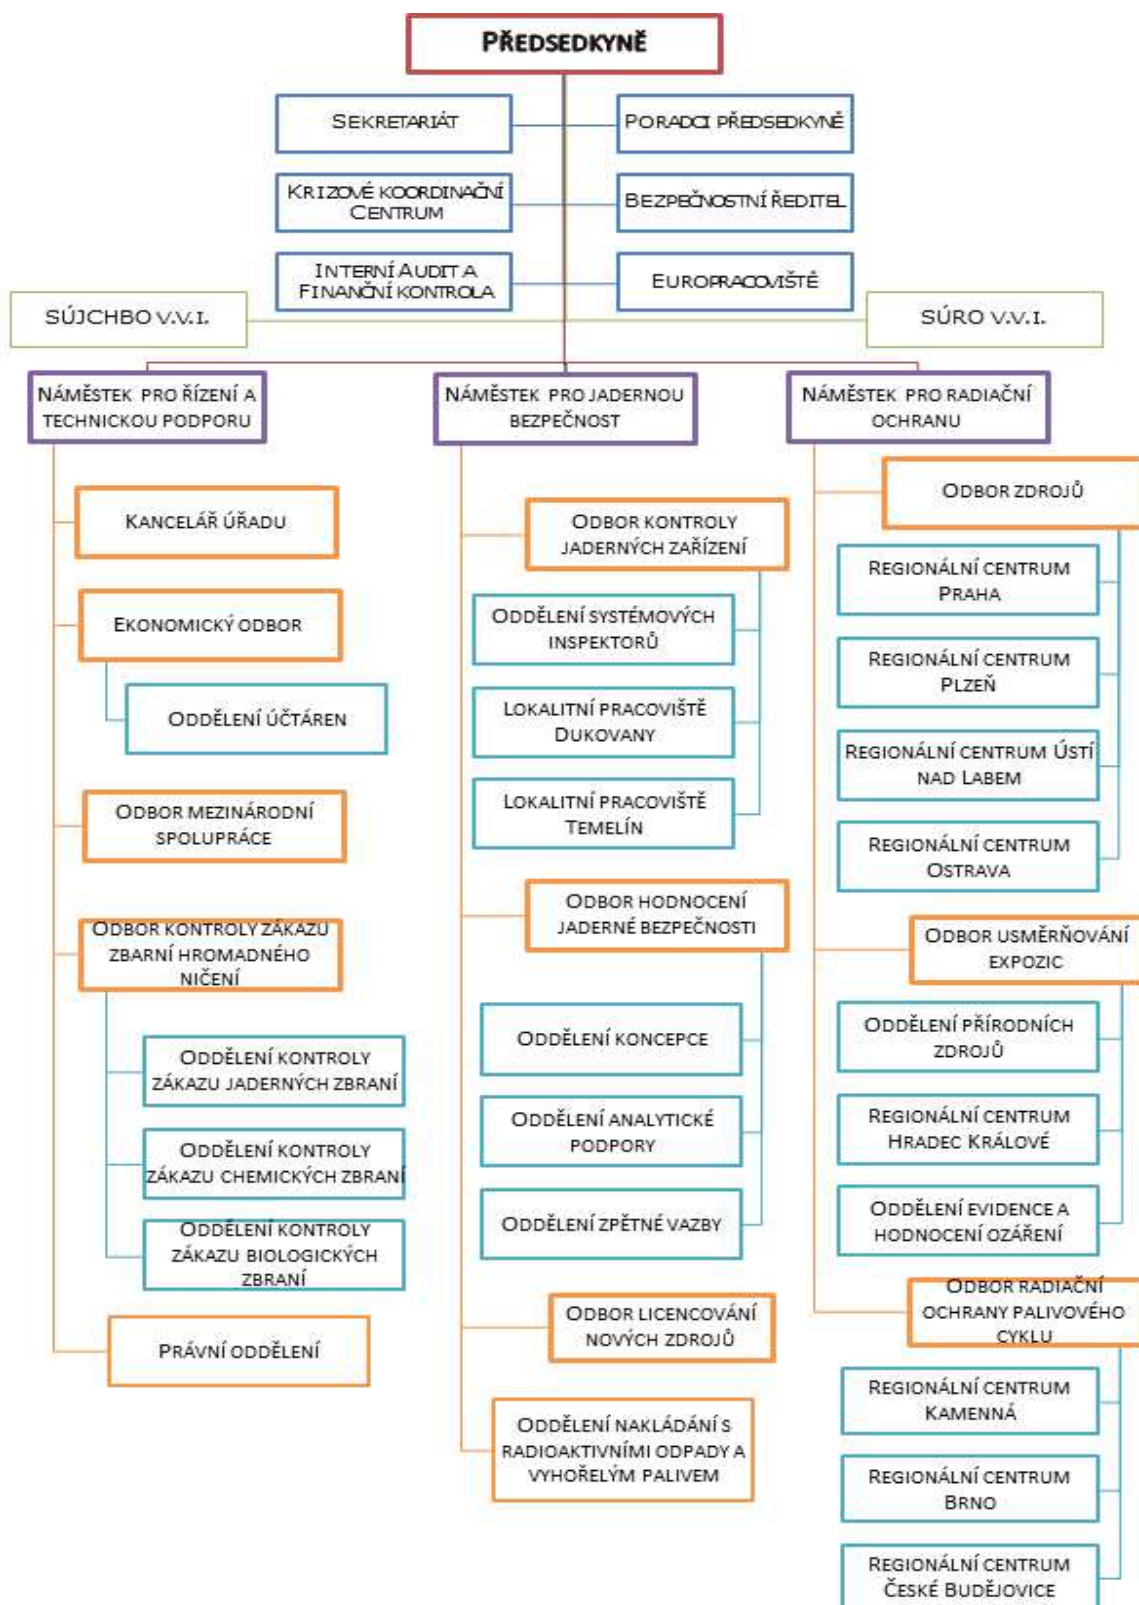 PŘEDSEDKYNĚ
SEKRETARIÁT
PORADCI PŘEDSEDKYNĚ
KRIZOVÉ KOORDINAČNÍ
CENTRUM
BEZPEČNOSTNÍ ŘEDITEL
INTERNÍ AUDIT A
FINANČNÍ KONTROLA
EUROPRACOVIŠTĚ
SÚJCHBO V.V.I.
SÚRO V.V.I.
NÁMĚSTEK PRO ŘÍZENÍ A
TECHNICKOU PODPORU
KANCELÁŘ ÚŘADU
EKONOMICKÝ ODBOR
ODDĚLENÍ ÚČTÁREN
ODBOR MEZINÁRODNÍ
SPOLUPRÁCE
ODBOR KONTROLY ZÁKAZU
ZBARNÍ HROMADNÉHO
NIČENÍ
ODDĚLENÍ KONTROLY
ZÁKAZU JADERNÝCH ZBRANÍ
ODDĚLENÍ KONTROLY
ZÁKAZU CHEMICKÝCH ZBRANÍ
ODDĚLENÍ KONTROLY
ZÁKAZU BIOLOGICKÝCH
ZBRANÍ
PRÁVNÍ ODDĚLENÍ
NÁMĚSTEK PRO JADERNOU
BEZPEČNOST
ODBOR KONTROLY
JADERNÝCH ZAŘÍZENÍ
ODDĚLENÍ SYSTÉMOVÝCH
INSPEKTORŮ
LOKALITNÍ PRACOVIŠTĚ
DUKOVANY
LOKALITNÍ PRACOVIŠTĚ
TEMELÍN
ODBOR HODNOCENÍ
JADERNÉ BEZPEČNOSTI
ODDĚLENÍ KONCEPCE
ODDĚLENÍ ANALYTICKÉ
PODPORY
ODDĚLENÍ ZPĚTNÉ VAZBY
ODBOR LICENCOVÁNÍ
NOVÝCH ZDROJŮ
ODDĚLENÍ NAKLÁDÁNÍ S
RADIOAKTIVNÍMI ODPADY A
VYHOŘELÝM PALIVEM
NÁMĚSTEK PRO RADIAČNÍ
OCHRANU
ODBOR ZDROJŮ
REGIONÁLNÍ CENTRUM
PRAHA
REGIONÁLNÍ CENTRUM
PLZEŇ
REGIONÁLNÍ CENTRUM ÚSTÍ
NAD LABEM
REGIONÁLNÍ CENTRUM
OSTRAVA
ODBOR USMĚRŇOVÁNÍ
EXPOZIC
ODDĚLENÍ PŘÍRODNÍCH
ZDROJŮ
REGIONÁLNÍ CENTRUM
HRADEC KRÁLOVÉ
ODDĚLENÍ EVIDENCE A
HODNOCENÍ OZÁŘENÍ
ODBOR RADIAČNÍ
OCHRANY PALIVOVÉHO
CYKLU
REGIONÁLNÍ CENTRUM
KAMENNÁ
REGIONÁLNÍ CENTRUM
BRNO
REGIONÁLNÍ CENTRUM
ČESKÉ BUDĚJOVICE